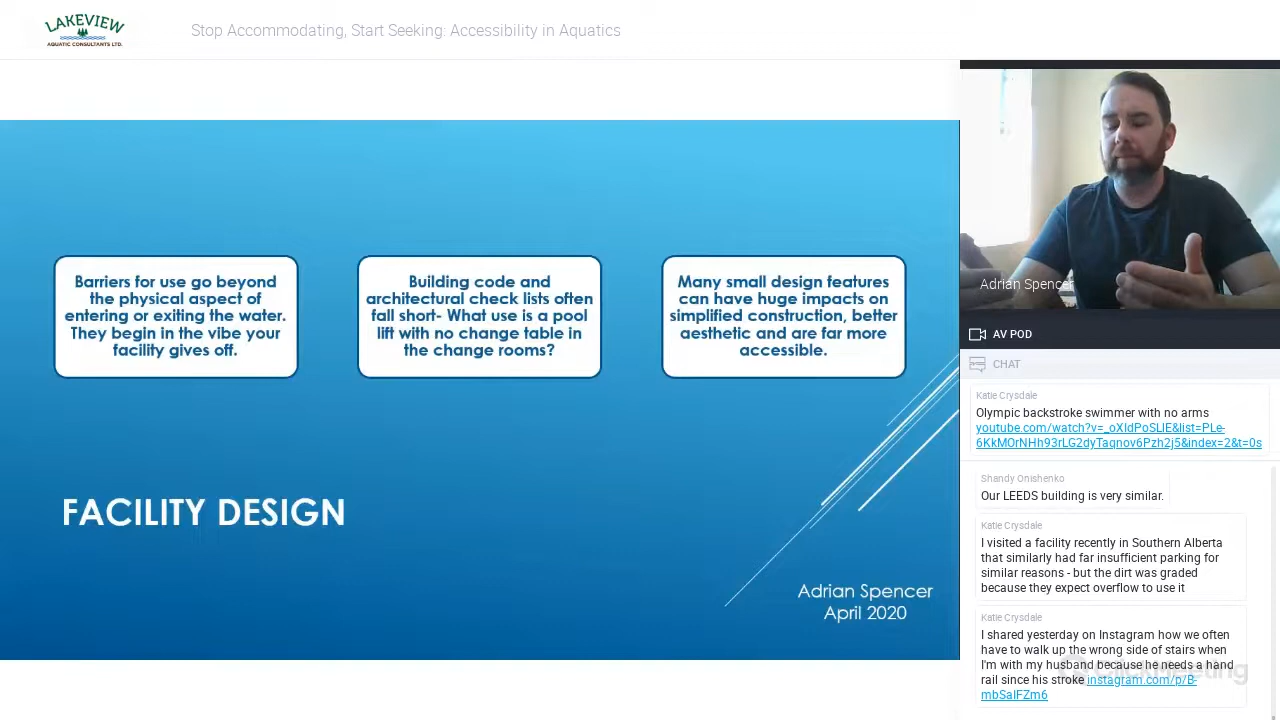 LAKEVIEW
AQUATIC CONSULTANTS LTD.
Stop Accommodating, Start Seeking: Accessibility in Aquatics
Barriers for use go beyond
the physical aspect of
entering or exiting the water.
They begin in the vibe your
facility gives off.
Building code and
architectural check lists often
fall short- What use is a pool
lift with no change table in
the change rooms?
Many small design features
can have huge impacts on
simplified construction, better
aesthetic and are far more
accessible.
FACILITY DESIGN
Adrian Spencer
April 2020
Adrian Spencer
AV POD
CHAT
Katie Crysdale
Olympic backstroke swimmer with no arms
youtube.com/watch?v=_oXIdPoSLIE&list=PLe-
6KkMOrNHh93rLG2dyTaqnov6Pzh2j5&index=2&t=0s
Shandy Onishenko
Our LEEDS building is very similar.
Katie Crysdale
I visited a facility recently in Southern Alberta
that similarly had far insufficient parking for
similar reasons - but the dirt was graded
because they expect overflow to use it
Katie Crysdale
I shared yesterday on Instagram how we often
have to walk up the wrong side of stairs when
I'm with my husband because he needs a hand
rail since his stroke instagram.com/p/B-
mbSaIFZm6
ClickMeeting